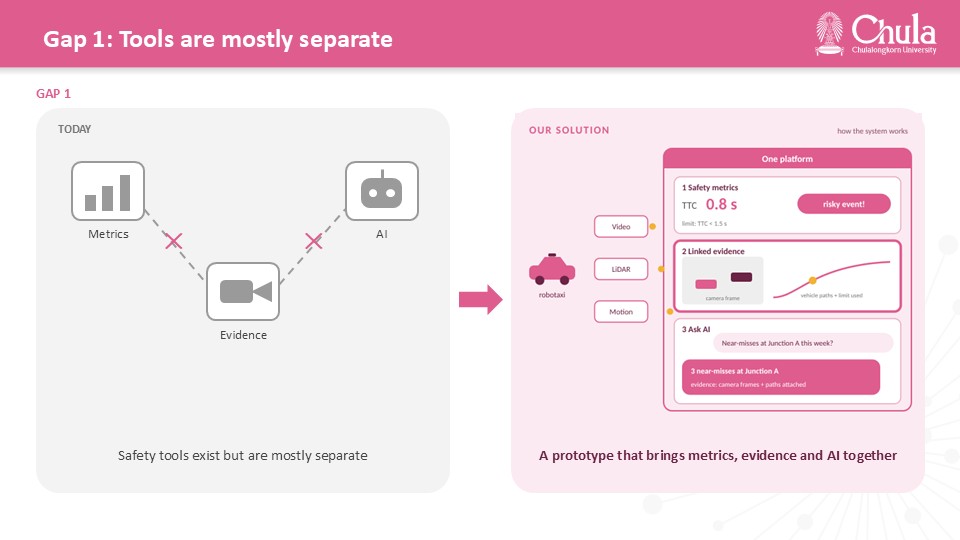 Gap 1: Tools are mostly separate
Chula
Chulalongkorn University
GAP 1
TODAY
Metrics
AI
Evidence
Safety tools exist but are mostly separate
OUR SOLUTION
how the system works
robotaxi
Video
LiDAR
Motion
One platform
1 Safety metrics
TTC 0.8 s
risky event!
limit: TTC < 1.5 s
2 Linked evidence
camera frame
vehicle paths + limit used
3 Ask AI
Near-misses at Junction A this week?
3 near-misses at Junction A
evidence: camera frames + paths attached
A prototype that brings metrics, evidence and AI together